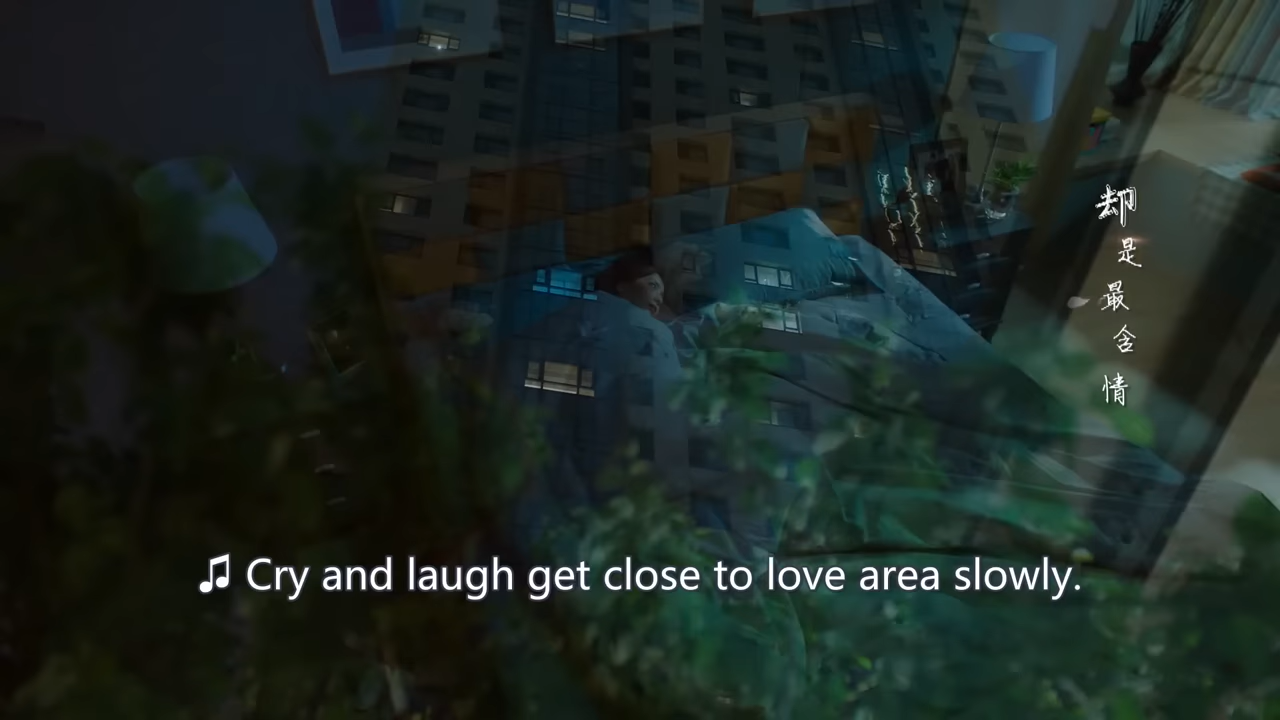 却是最含情
♫ Cry and laugh get close to love area slowly.